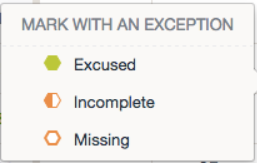 MARK WITH AN EXCEPTION
Excused
Incomplete
Missing